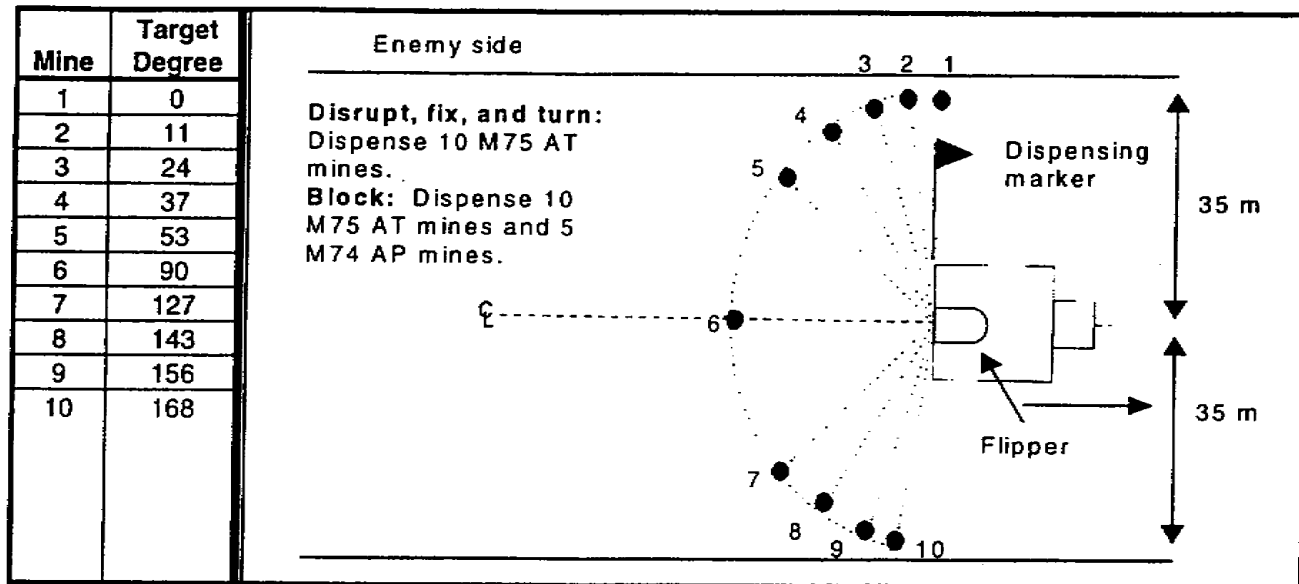 Mine Target Degree
1 0
2 11
3 24
4 37
5 53
6 90
7 127
8 143
9 156
10 168
Enemy side
3 2 1
4
5
Disrupt, fix, and turn:
Dispense 10 M75 AT
mines.
Block: Dispense 10
M75 AT mines and 5
M74 AP mines.
Dispensing
marker
35 m
℄
6
35 m
Flipper
7
8
9
10